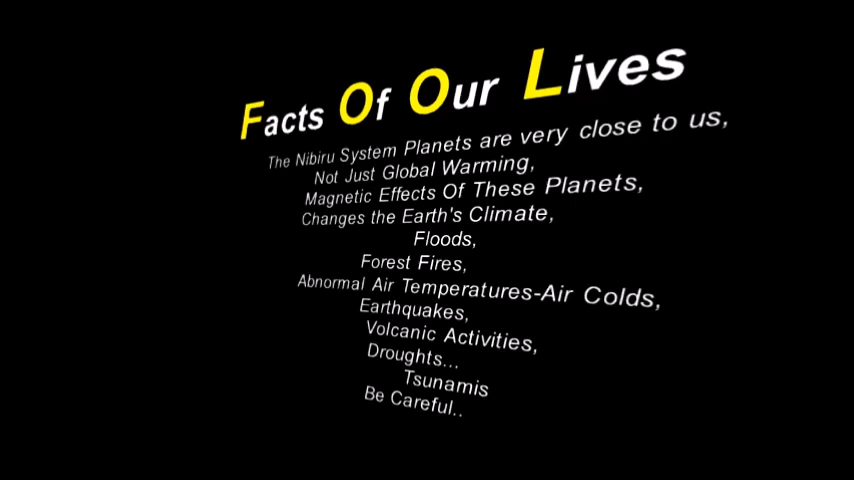 Facts Of Our Lives
The Nibiru System Planets are very close to us,
Not Just Global Warming,
Magnetic Effects Of These Planets,
Changes the Earth's Climate,
Floods,
Forest Fires,
Abnormal Air Temperatures-Air Colds,
Earthquakes,
Volcanic Activities,
Droughts...
Tsunamis
Be Careful..